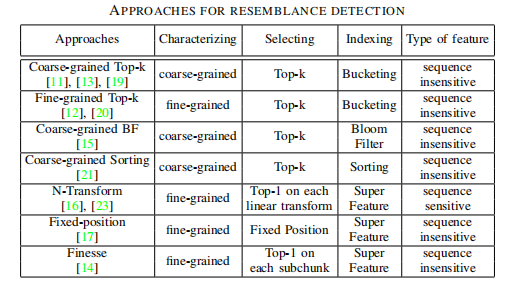 APPROACHES FOR RESEMBLANCE DETECTION
Approaches Characterizing Selecting Indexing Type of feature
Coarse-grained Top-k
[11], [13], [19] coarse-grained Top-k Bucketing sequence
insensitive
Fine-grained Top-k
[12], [20] fine-grained Top-k Bucketing sequence
insensitive
Coarse-grained BF
[15] coarse-grained Top-k Bloom
Filter sequence
insensitive
Coarse-grained Sorting
[21] coarse-grained Top-k Sorting sequence
insensitive
N-Transform
[16], [23] fine-grained Top-1 on each
linear transform Super
Feature sequence
sensitive
Fixed-position
[17] fine-grained Fixed Position Super
Feature sequence
insensitive
Finesse
[14] fine-grained Top-1 on
each subchunk Super
Feature sequence
insensitive